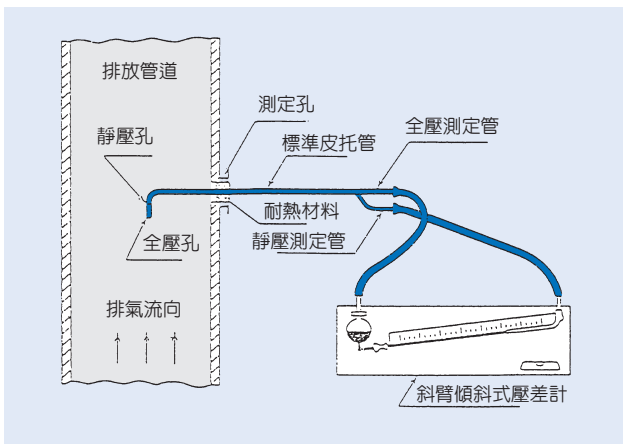 排放管道
測定孔
全壓測定管
靜壓孔
標準皮托管
耐熱材料
全壓孔
靜壓測定管
排氣流向
斜臂傾斜式壓差計